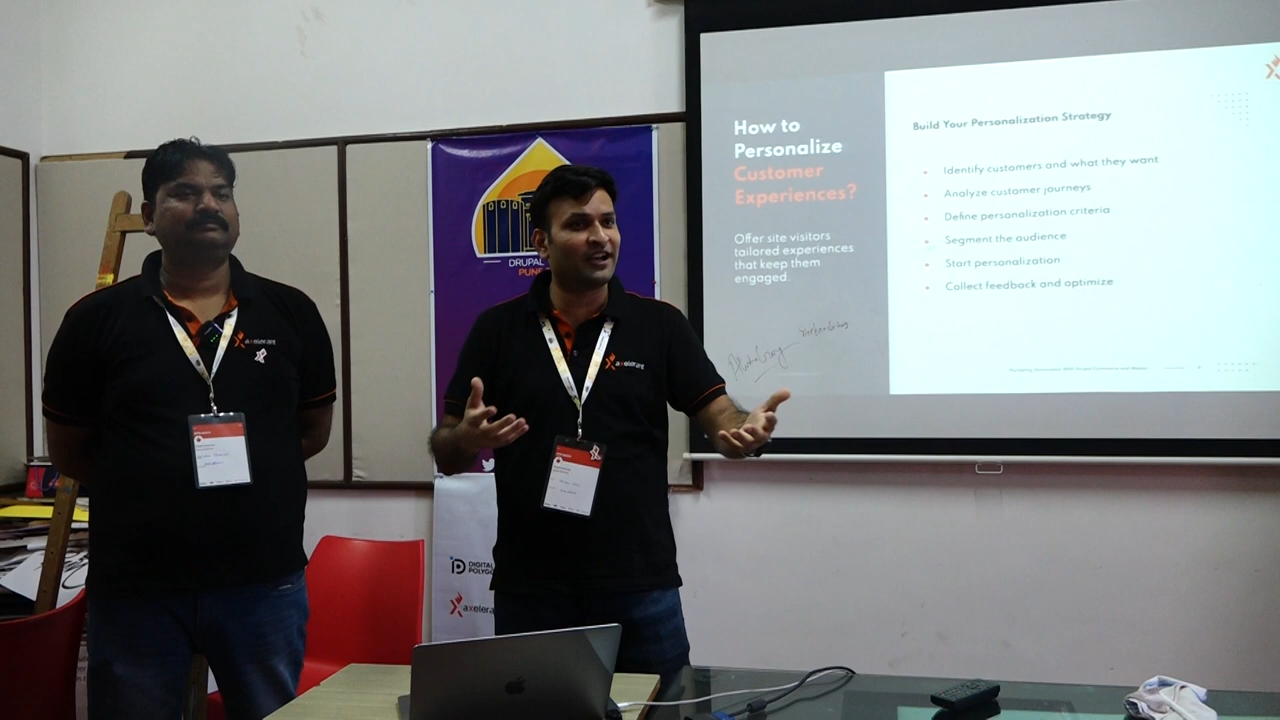 How to
Personalize
Customer
Experiences?
Offer site visitors
tailored experiences
that keep them
engaged.
Build Your Personalization Strategy
Identify customers and what they want
Analyze customer journeys
Define personalization criteria
Segment the audience
Start personalization
Collect feedback and optimize
DRUPAL
PUNE
axelerant
axelerant
DIGITAL
POLYG
axelera